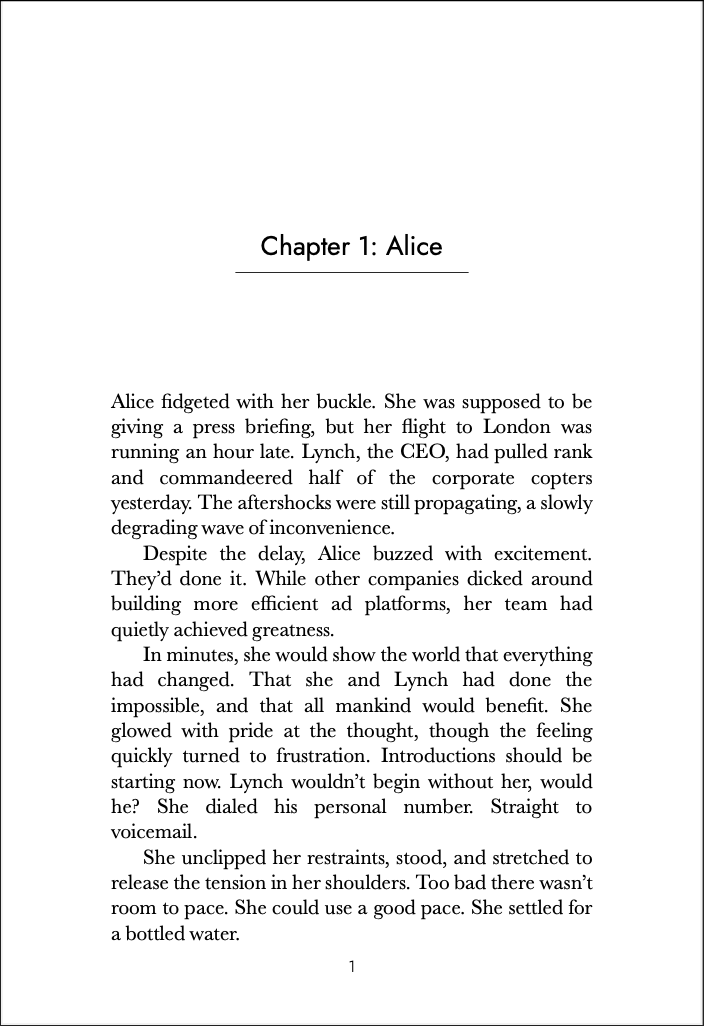 Chapter 1: Alice
Alice fidgeted with her buckle. She was supposed to be
giving a press briefing, but her flight to London was
running an hour late. Lynch, the CEO, had pulled rank
and commandeered half of the corporate copters
yesterday. The aftershocks were still propagating, a slowly
degrading wave of inconvenience.
Despite the delay, Alice buzzed with excitement.
They’d done it. While other companies dicked around
building more efficient ad platforms, her team had
quietly achieved greatness.
In minutes, she would show the world that everything
had changed. That she and Lynch had done the
impossible, and that all mankind would benefit. She
glowed with pride at the thought, though the feeling
quickly turned to frustration. Introductions should be
starting now. Lynch wouldn’t begin without her, would
he? She dialed his personal number. Straight to
voicemail.
She unclipped her restraints, stood, and stretched to
release the tension in her shoulders. Too bad there wasn’t
room to pace. She could use a good pace. She settled for
a bottled water.
1